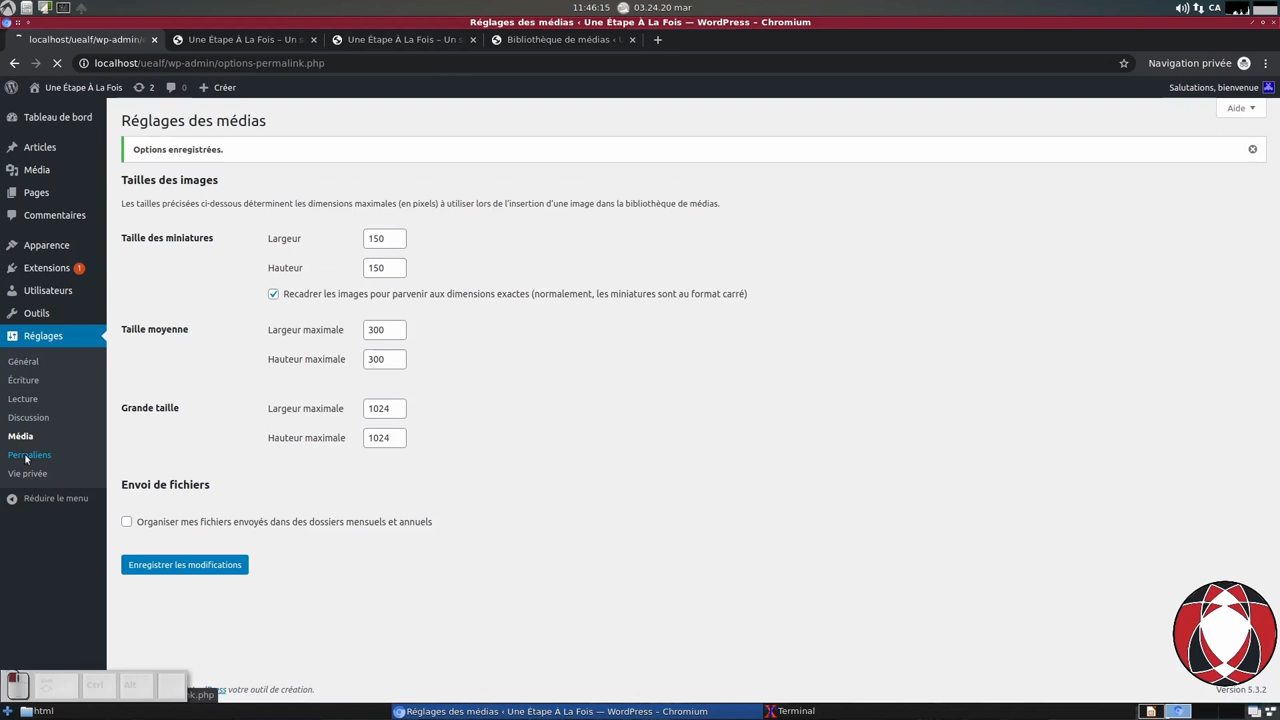 11:46:15
03.24.20 mar
CA
Réglages des médias ‹ Une Étape À La Fois — WordPress – Chromium
localhost/uealf/wp-admin/
Une Étape À La Fois – Un s
Une Étape À La Fois – Un s
Bibliothèque de médias ‹ U
localhost/uealf/wp-admin/options-permalink.php
Navigation privée
Une Étape À La Fois
2
0
Créer
Salutations, bienvenue
Tableau de bord
Articles
Média
Pages
Commentaires
Apparence
Extensions 1
Utilisateurs
Outils
Réglages
Général
Écriture
Lecture
Discussion
Média
Permaliens
Vie privée
Réduire le menu
Aide
Réglages des médias
Options enregistrées.
Tailles des images
Les tailles précisées ci-dessous déterminent les dimensions maximales (en pixels) à utiliser lors de l’insertion d’une image dans la bibliothèque de médias.
Taille des miniatures
Largeur 150
Hauteur 150
Recadrer les images pour parvenir aux dimensions exactes (normalement, les miniatures sont au format carré)
Taille moyenne
Largeur maximale 300
Hauteur maximale 300
Grande taille
Largeur maximale 1024
Hauteur maximale 1024
Envoi de fichiers
Organiser mes fichiers envoyés dans des dossiers mensuels et annuels
Enregistrer les modifications
votre outil de création.
Version 5.3.2
Ctrl
Alt
nk.php
html
Réglages des médias ‹ Une Étape À La Fois — WordPress – Chromium
Terminal